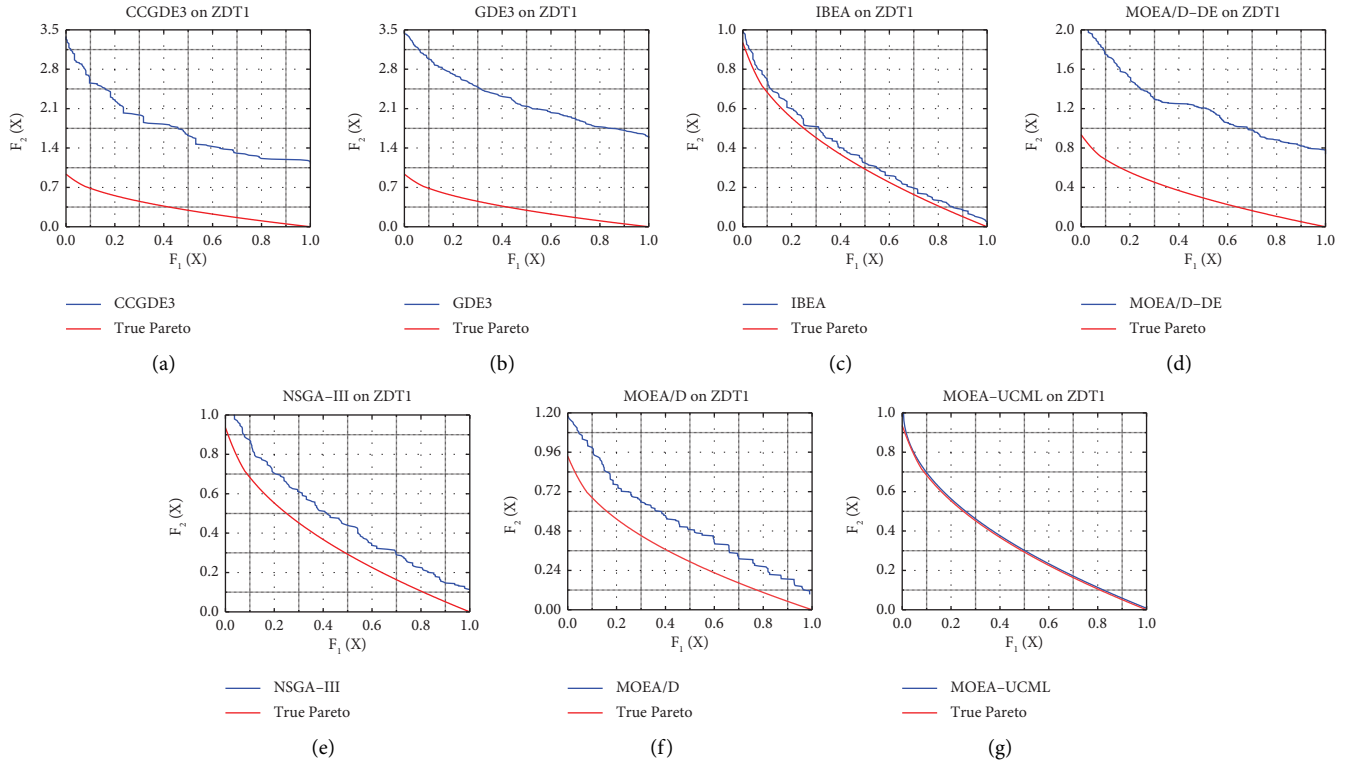 CCGDE3 on ZDT1
3.5
2.8
2.1
1.4
0.7
0.0
F2 (X)
0.0 0.2 0.4 0.6 0.8 1.0
F1 (X)
CCGDE3
True Pareto
(a)
GDE3 on ZDT1
3.5
2.8
2.1
1.4
0.7
0.0
F2 (X)
0.0 0.2 0.4 0.6 0.8 1.0
F1 (X)
GDE3
True Pareto
(b)
IBEA on ZDT1
1.0
0.8
0.6
0.4
0.2
0.0
F2 (X)
0.0 0.2 0.4 0.6 0.8 1.0
F1 (X)
IBEA
True Pareto
(c)
MOEA/D–DE on ZDT1
2.0
1.6
1.2
0.8
0.4
0.0
F2 (X)
0.0 0.2 0.4 0.6 0.8 1.0
F1 (X)
MOEA/D–DE
True Pareto
(d)
NSGA–III on ZDT1
1.0
0.8
0.6
0.4
0.2
0.0
F2 (X)
0.0 0.2 0.4 0.6 0.8 1.0
F1 (X)
NSGA–III
True Pareto
(e)
MOEA/D on ZDT1
1.20
0.96
0.72
0.48
0.24
0.00
F2 (X)
0.0 0.2 0.4 0.6 0.8 1.0
F1 (X)
MOEA/D
True Pareto
(f)
MOEA–UCML on ZDT1
1.0
0.8
0.6
0.4
0.2
0.0
F2 (X)
0.0 0.2 0.4 0.6 0.8 1.0
F1 (X)
MOEA–UCML
True Pareto
(g)